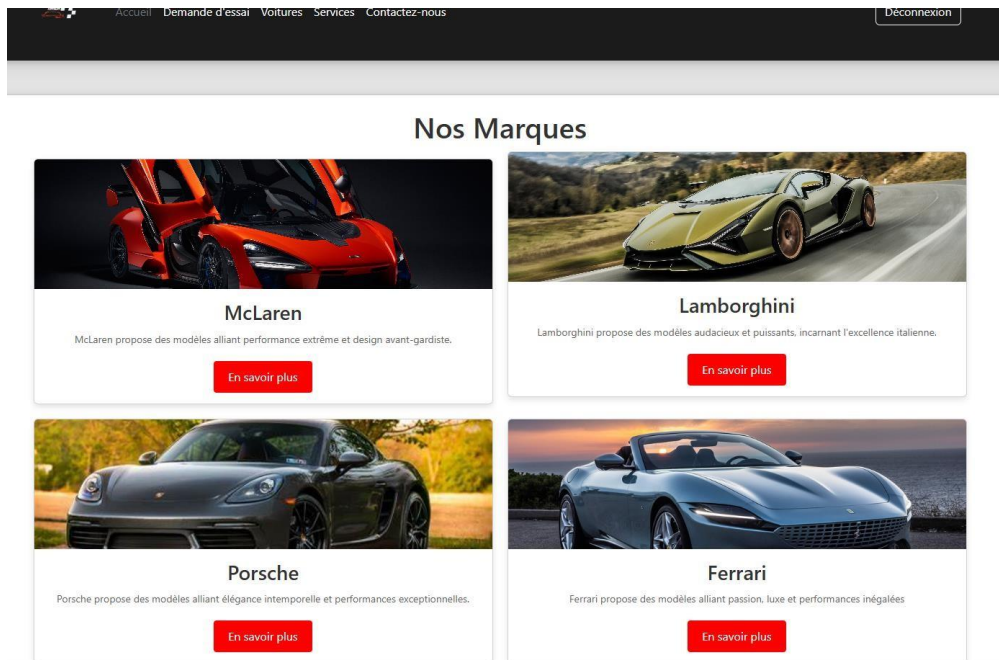 Accueil Demande d'essai Voitures Services Contactez-nous Déconnexion
Nos Marques
McLaren
McLaren propose des modèles alliant performance extrême et design avant-gardiste.
En savoir plus
Lamborghini
Lamborghini propose des modèles audacieux et puissants, incarnant l'excellence italienne.
En savoir plus
Porsche
Porsche propose des modèles alliant élégance intemporelle et performances exceptionnelles.
En savoir plus
Ferrari
Ferrari propose des modèles alliant passion, luxe et performances inégalées
En savoir plus